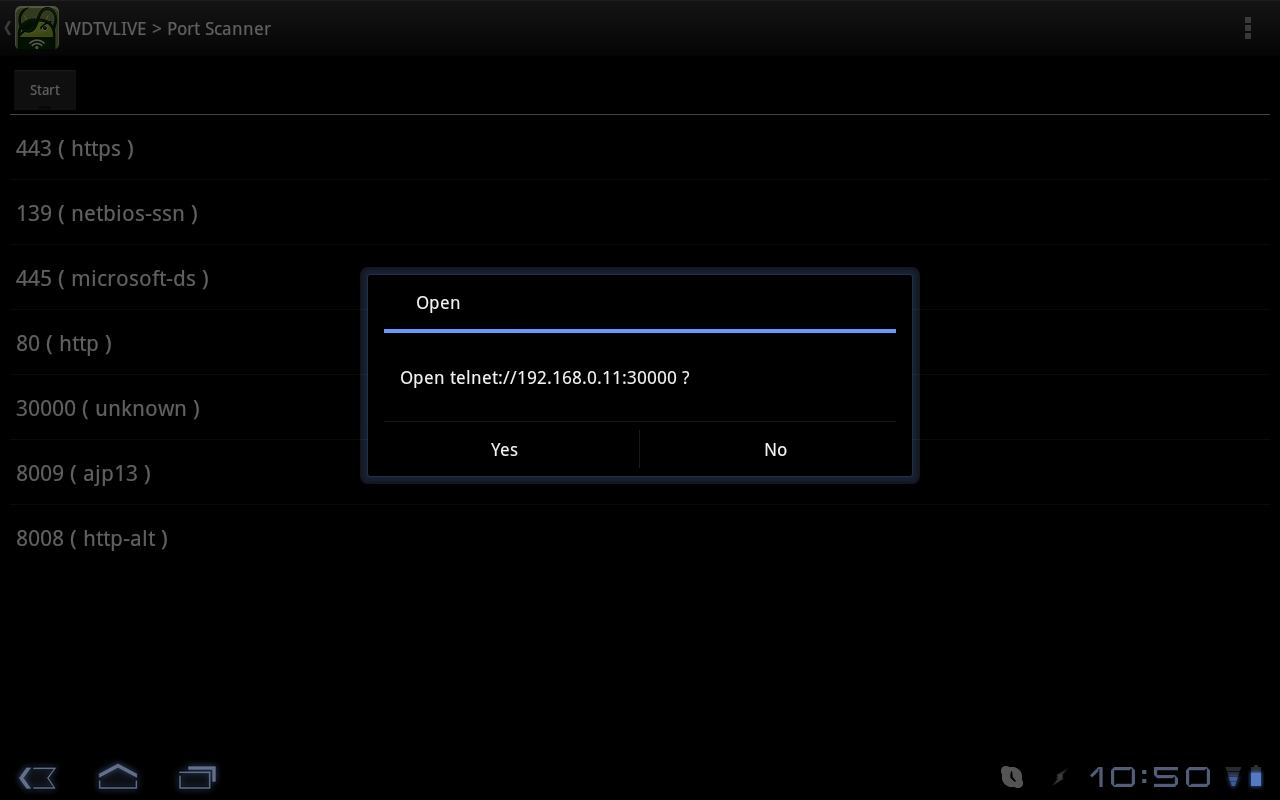 WDTVLIVE > Port Scanner
Start
443 ( https )
139 ( netbios-ssn )
445 ( microsoft-ds )
80 ( http )
30000 ( unknown )
8009 ( ajp13 )
8008 ( http-alt )
Open
Open telnet://192.168.0.11:30000 ?
Yes
No
10:50